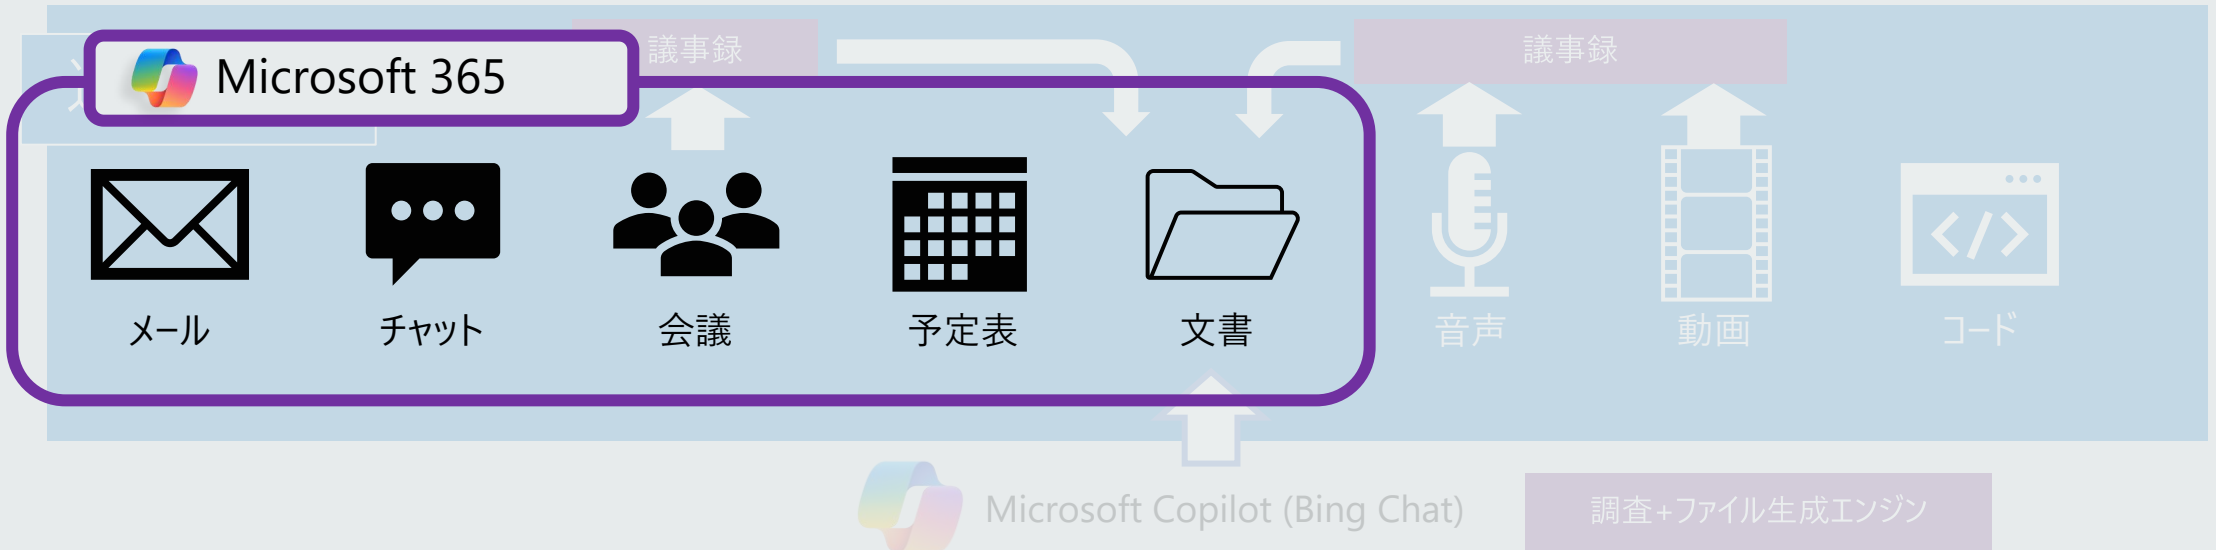 議事録
議事録
Microsoft 365
メール
チャット
会議
予定表
文書
音声
動画
コード
Microsoft Copilot (Bing Chat)
調査+ファイル生成エンジン